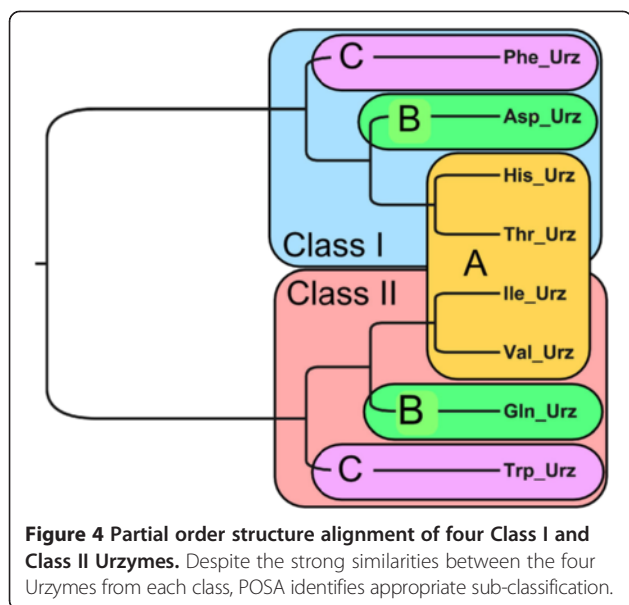 C Phe_Urz
B Asp_Urz
His_Urz
Thr_Urz
Class I
A
Class II
Ile_Urz
Val_Urz
B Gln_Urz
C Trp_Urz
Figure 4 Partial order structure alignment of four Class I and
Class II Urzymes. Despite the strong similarities between the four
Urzymes from each class, POSA identifies appropriate sub-classification.